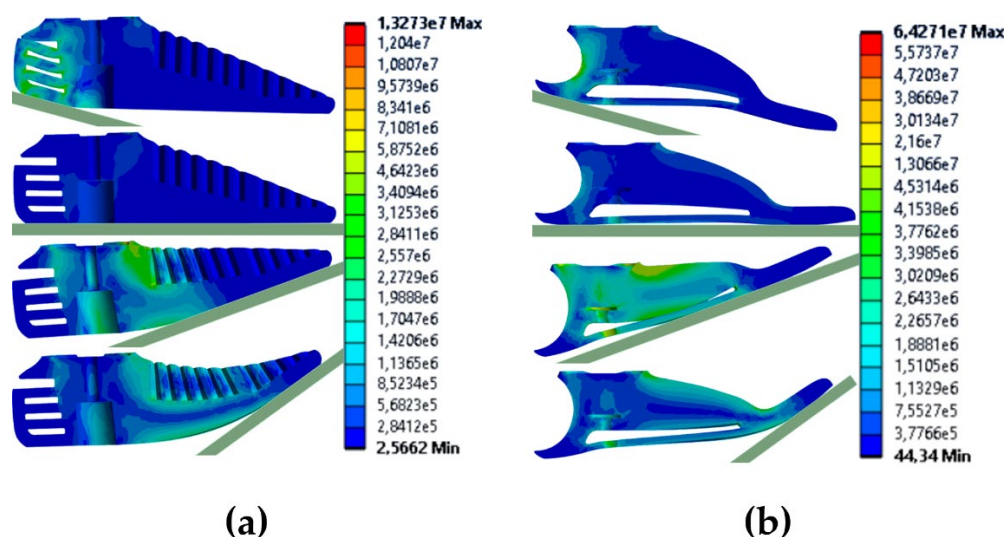 1,3273e7 Max
1,204e7
1,0807e7
9,5739e6
8,341e6
7,1081e6
5,8752e6
4,6423e6
3,4094e6
3,1253e6
2,8411e6
2,557e6
2,2729e6
1,9888e6
1,7047e6
1,4206e6
1,1365e6
8,5234e5
5,6823e5
2,8412e5
2,5662 Min
6,4271e7 Max
5,5737e7
4,7203e7
3,8669e7
3,0134e7
2,16e7
1,3066e7
4,5314e6
4,1538e6
3,7762e6
3,3985e6
3,0209e6
2,6433e6
2,2657e6
1,8881e6
1,5105e6
1,1329e6
7,5527e5
3,7766e5
44,34 Min
(a)
(b)